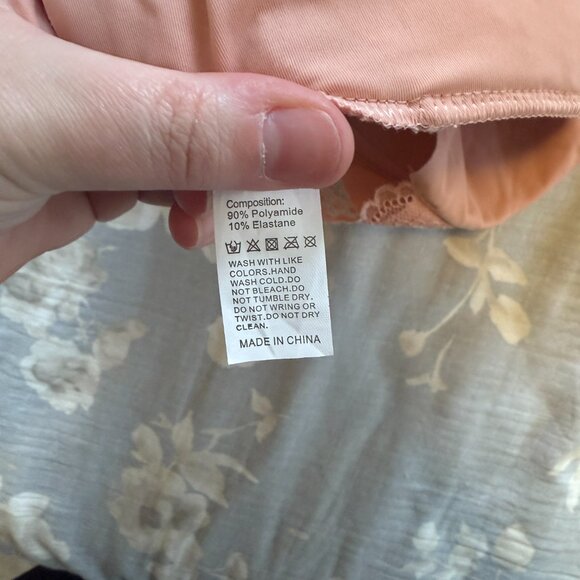 Composition:
90% Polyamide
10% Elastane
WASH WITH LIKE
COLORS.HAND
WASH COLD.DO
NOT BLEACH.DO
NOT TUMBLE DRY.
DO NOT WRING OR
TWIST.DO NOT DRY
CLEAN.
MADE IN CHINA